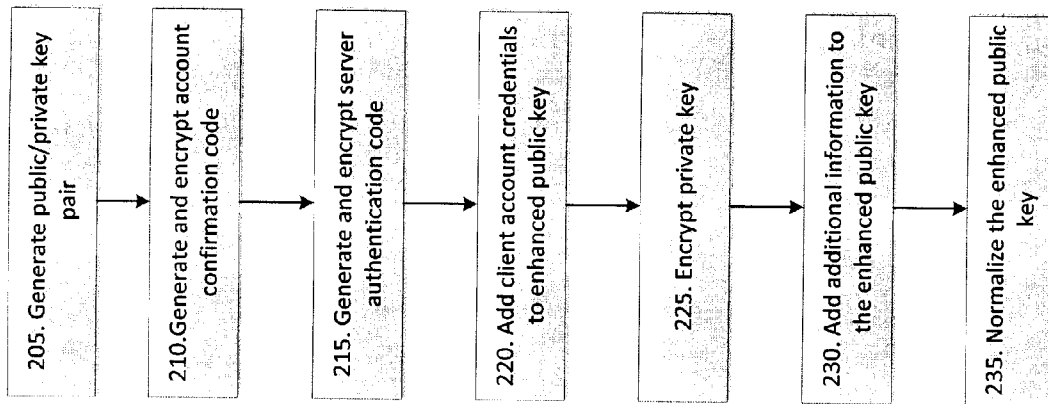 205. Generate public/private key
pair
210.Generate and encrypt account
confirmation code
215. Generate and encrypt server
authentication code
220. Add client account credentials
to enhanced public key
225. Encrypt private key
230. Add additional information to
the enhanced public key
235. Normalize the enhanced public
key